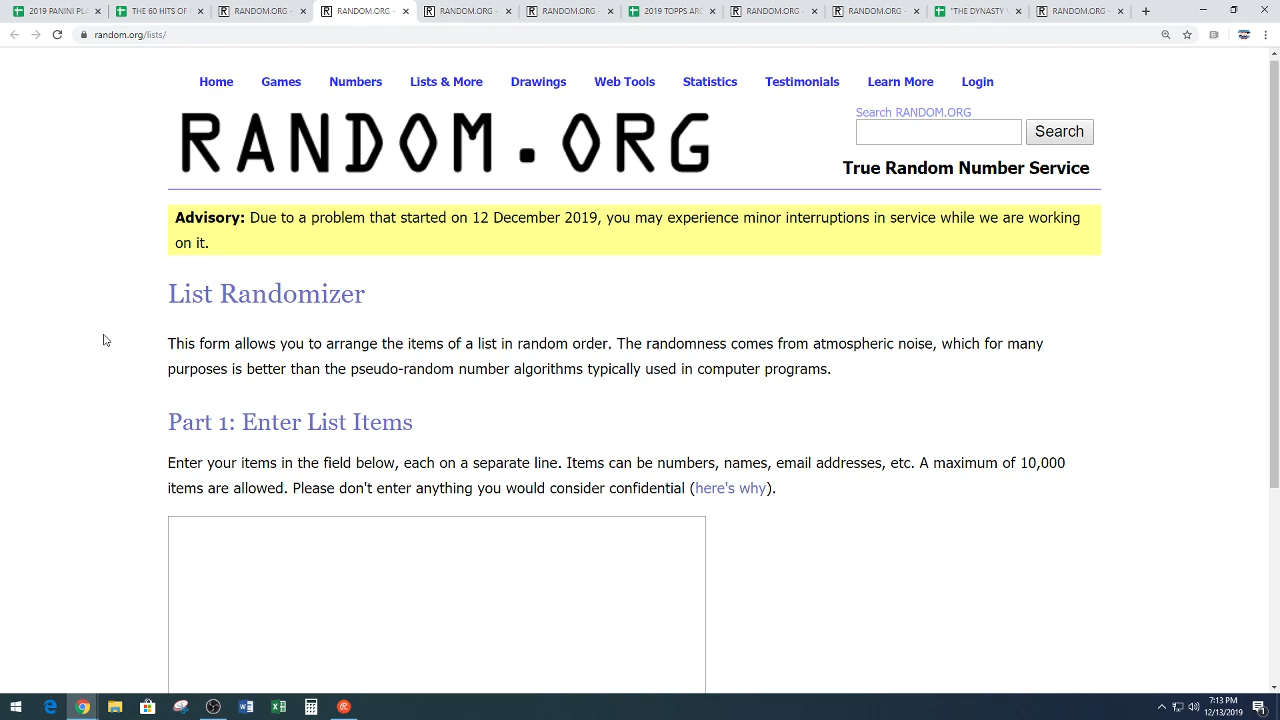 2019 PANINI PL
THE 60 HITS OF
RANDOM.ORG -
RANDOM.ORG -
RANDOM.ORG -
RANDOM.ORG -
2019 TOPPS ARC
RANDOM.ORG -
RANDOM.ORG -
"THE DYNASTY
RANDOM.ORG -
random.org/lists/
Home Games Numbers Lists & More Drawings Web Tools Statistics Testimonials Learn More Login
RANDOM.ORG
Search RANDOM.ORG
Search
True Random Number Service
Advisory: Due to a problem that started on 12 December 2019, you may experience minor interruptions in service while we are working
on it.
List Randomizer
This form allows you to arrange the items of a list in random order. The randomness comes from atmospheric noise, which for many
purposes is better than the pseudo-random number algorithms typically used in computer programs.
Part 1: Enter List Items
Enter your items in the field below, each on a separate line. Items can be numbers, names, email addresses, etc. A maximum of 10,000
items are allowed. Please don't enter anything you would consider confidential (here's why).
7:13 PM
12/13/2019